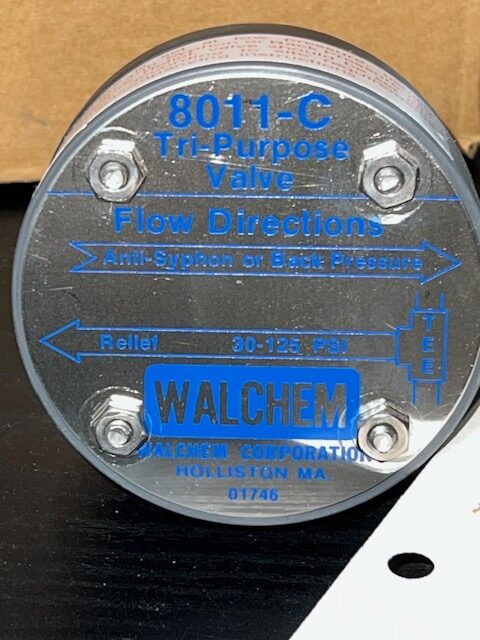 8011-C
Tri-Purpose
Valve
Flow Directions
Anti-Syphon or Back Pressure
Relief 30-125 PSI
TEE
WALCHEM
WALCHEM CORPORATION
HOLLISTON MA.
01746